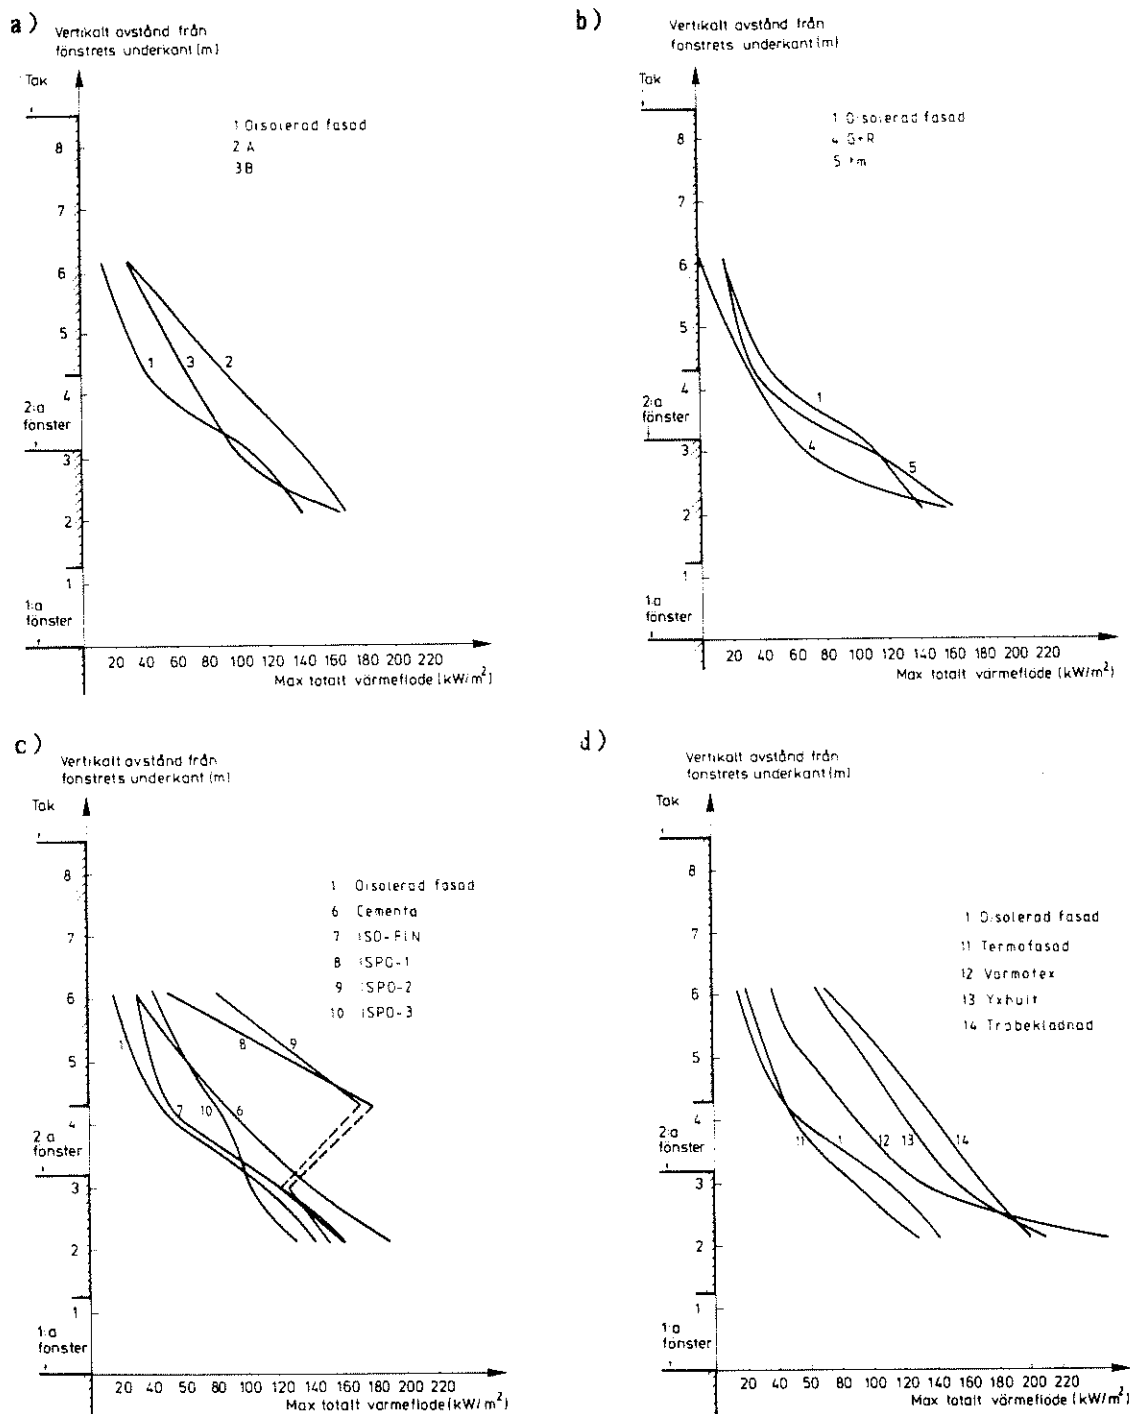 a)
Vertikalt avstånd från
fönstrets underkant (m)
Tak
8
7
6
5
4
2:a
fönster
3
2
1
1:a
fönster
1 Oisolerad fasad
2 A
3 B
1
3
2
20 40 60 80 100 120 140 160 180 200 220
Max totalt värmeflöde (kW/m²)
b)
Vertikalt avstånd från
fonstrets underkant (m)
Tak
8
7
6
5
4
2:a
fönster
3
2
1
1:a
fönster
1 Oisolerad fasad
4 G+R
5
1
4
5
20 40 60 80 100 120 140 160 180 200 220
Max totalt värmeflöde (kW/m²)
c)
Vertikalt avstånd från
fonstrets underkant (m)
Tak
8
7
6
5
4
2:a
fönster
3
2
1
1:a
fönster
1 Oisolerad fasad
6 Cementa
7 ISO-FIN
8 ISPO-1
9 ISPO-2
10 ISPO-3
1
8
9
7
10
6
20 40 60 80 100 120 140 160 180 200 220
Max totalt värmeflöde (kW/m²)
d)
Vertikalt avstånd från
fonstrets underkant (m)
Tak
8
7
6
5
4
2:a
fönster
3
2
1
1:a
fönster
1 Oisolerad fasad
11 Termofasad
12 Varmotex
13 Yxhult
14 Träbeklädnad
11
1
12
13
14
20 40 60 80 100 120 140 160 180 200 220
Max totalt värmeflöde (kW/m²)